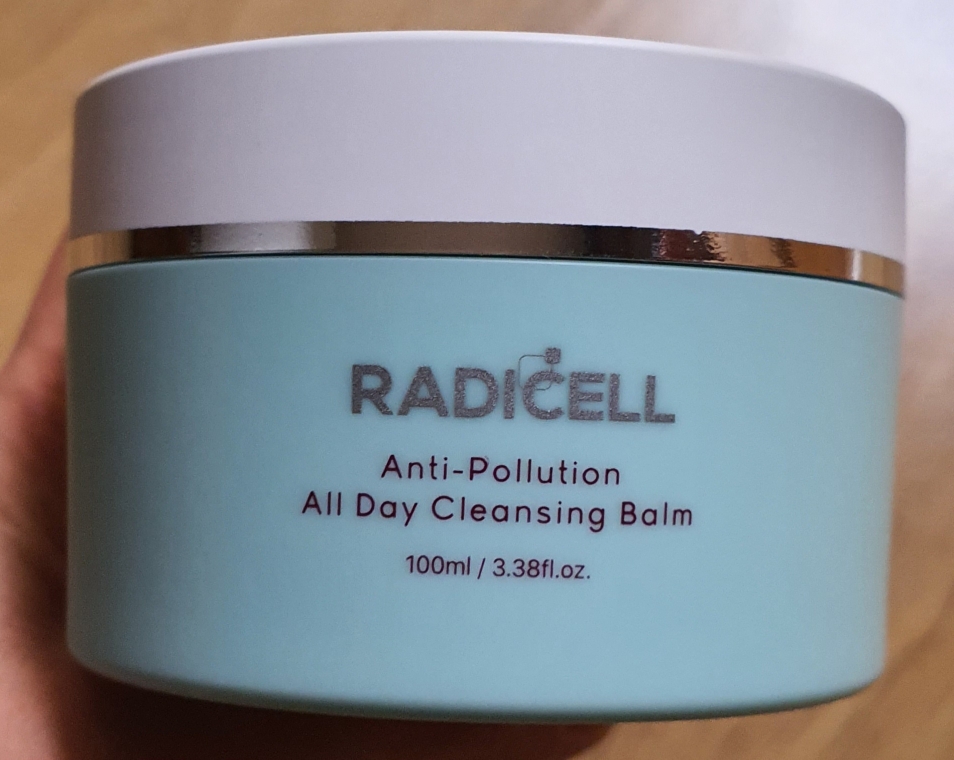 RADICELL
Anti-Pollution
All Day Cleansing Balm
100ml / 3.38fl.oz.